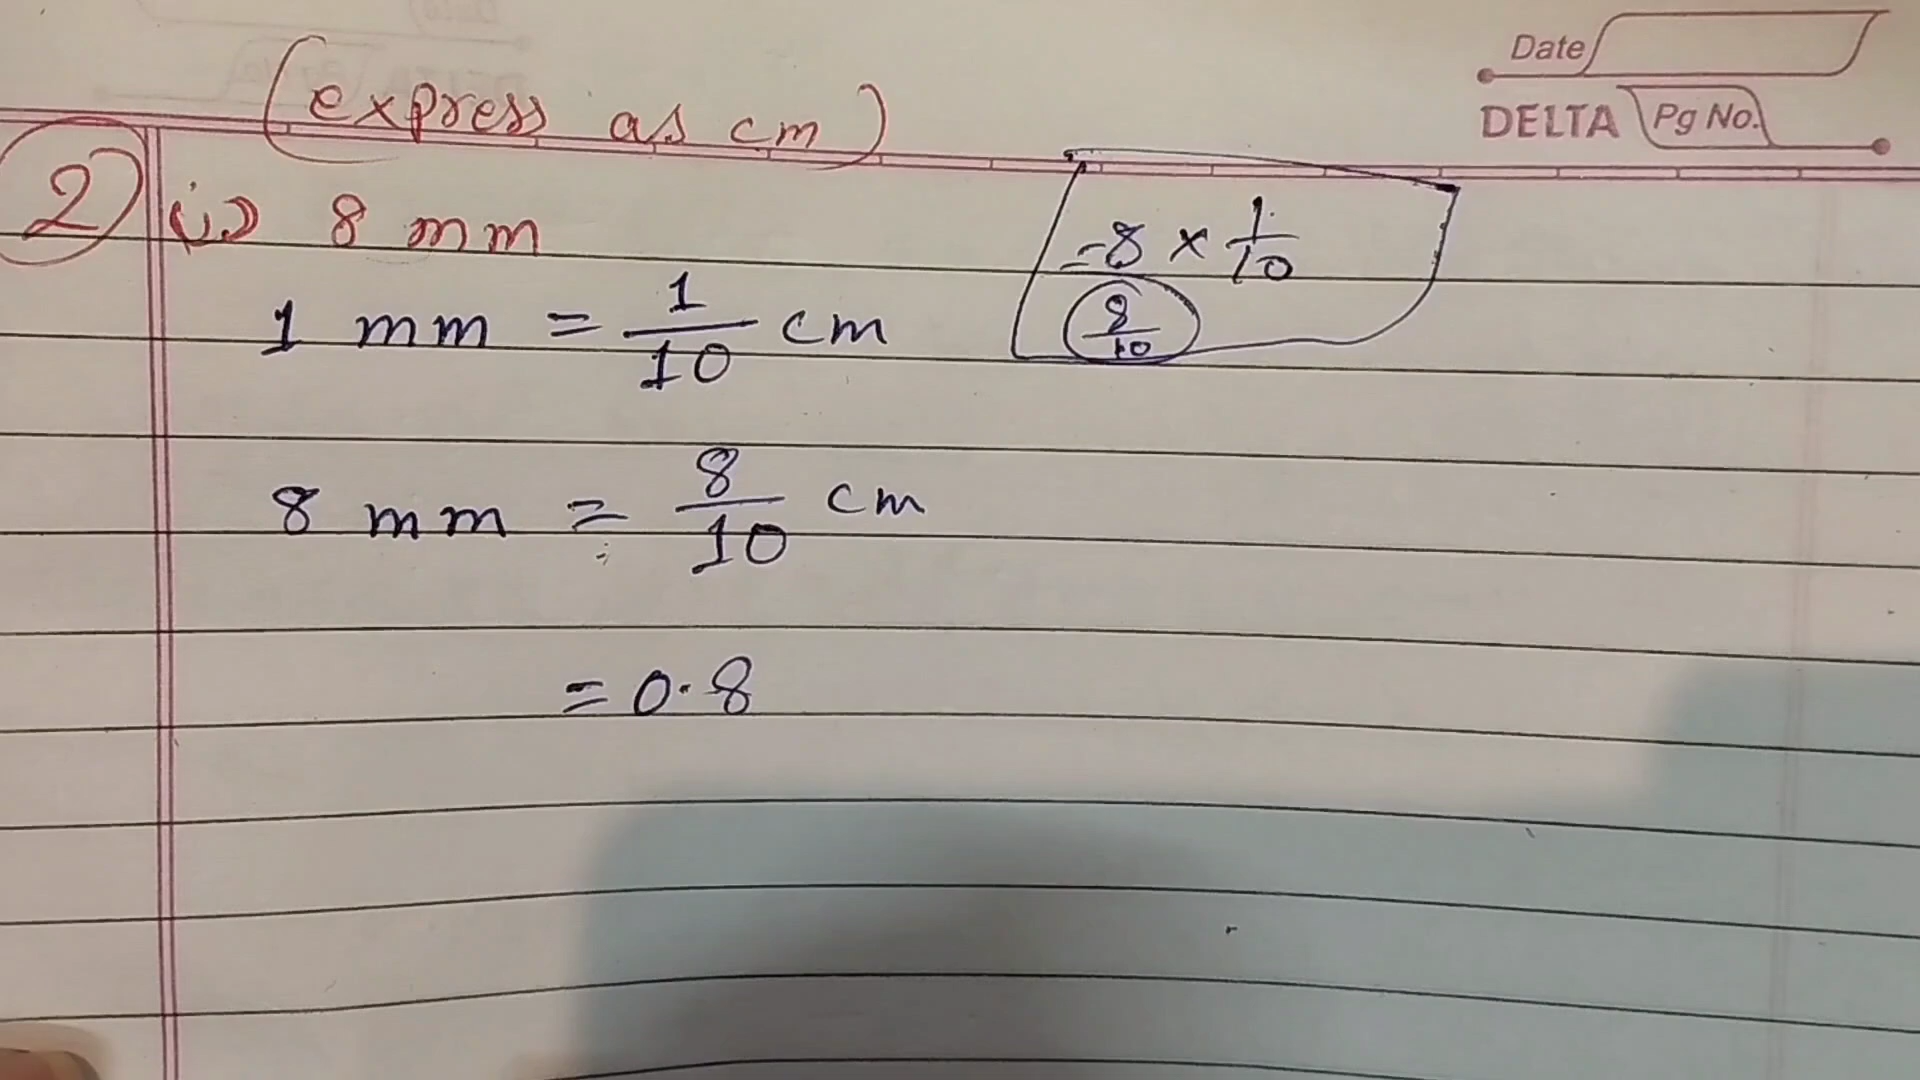 Date
DELTA Pg No.
(express as cm)
2 (i) 8 mm
1 mm = 1/10 cm
= 8 × 1/10
8/10
8 mm = 8/10 cm
= 0.8